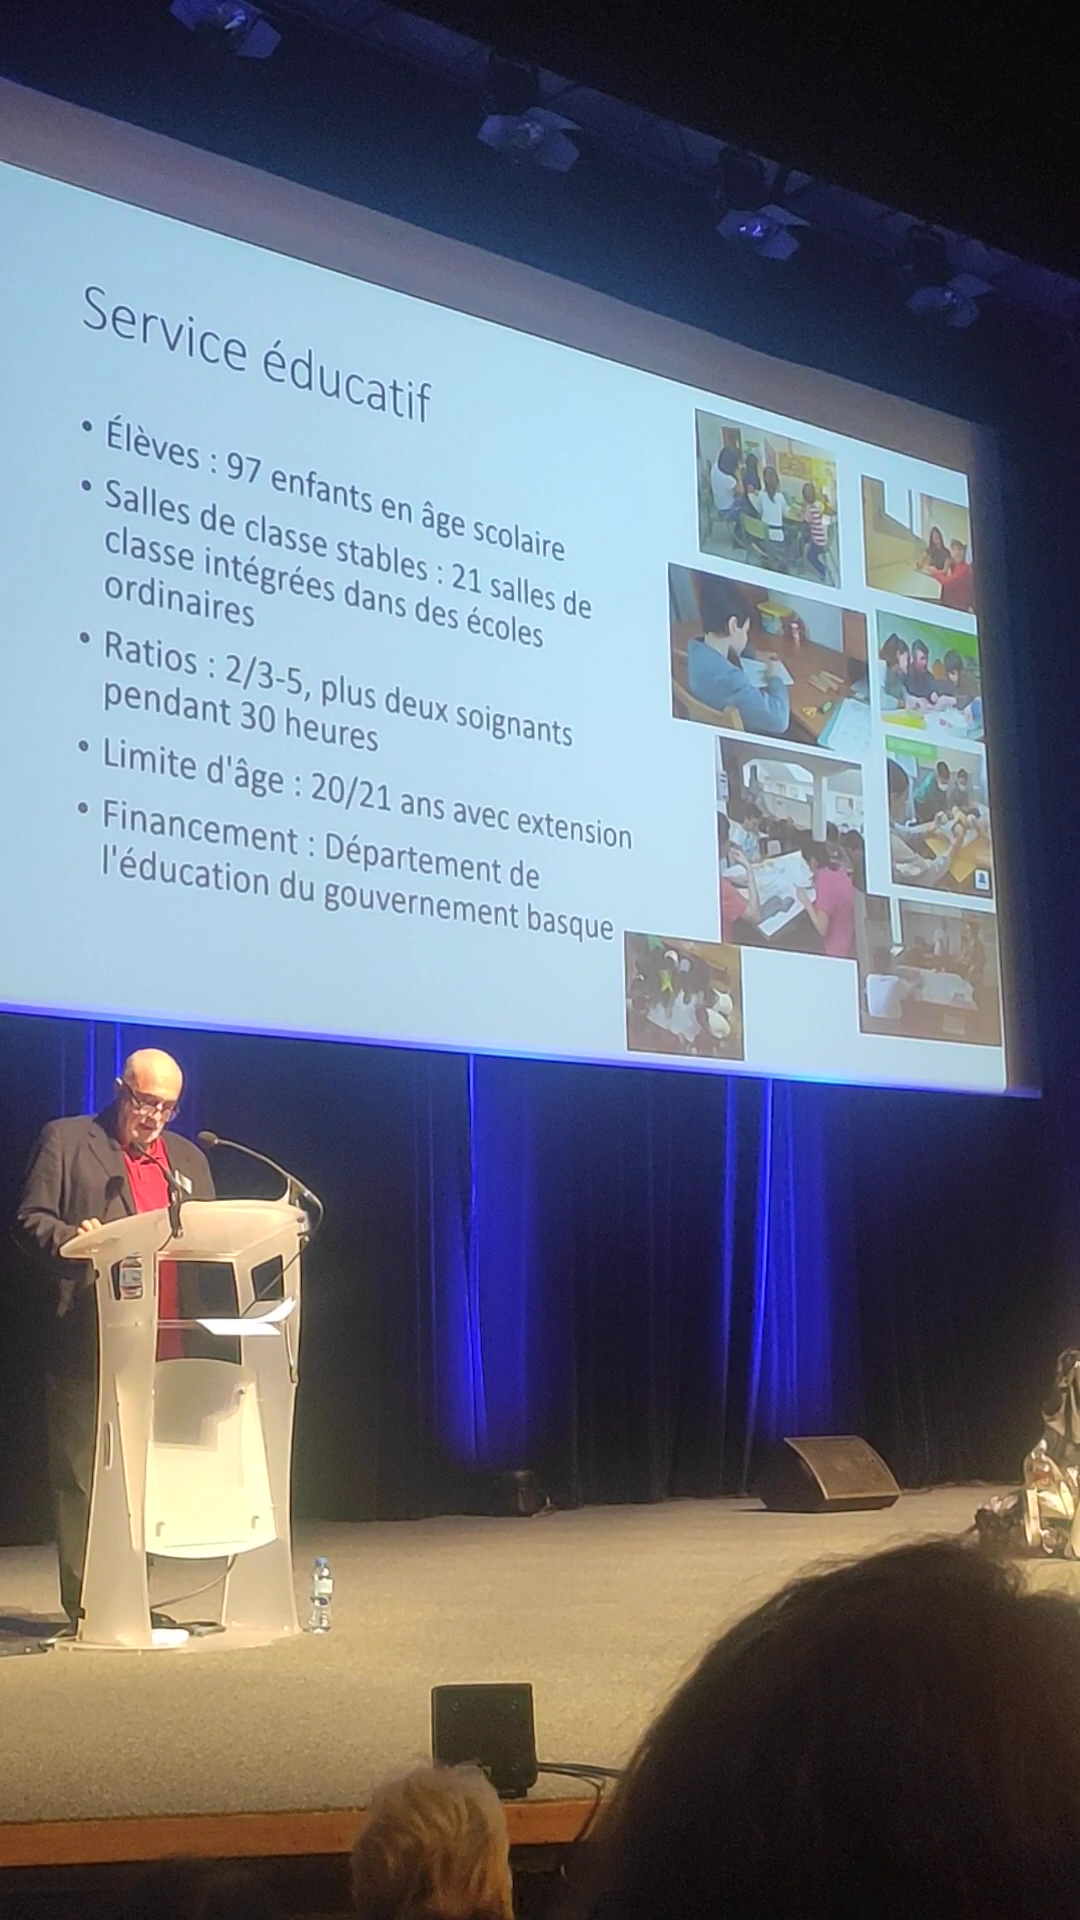 Service éducatif
• Élèves : 97 enfants en âge scolaire
• Salles de classe stables : 21 salles de
classe intégrées dans des écoles
ordinaires
• Ratios : 2/3-5, plus deux soignants
pendant 30 heures
• Limite d'âge : 20/21 ans avec extension
• Financement : Département de
l'éducation du gouvernement basque